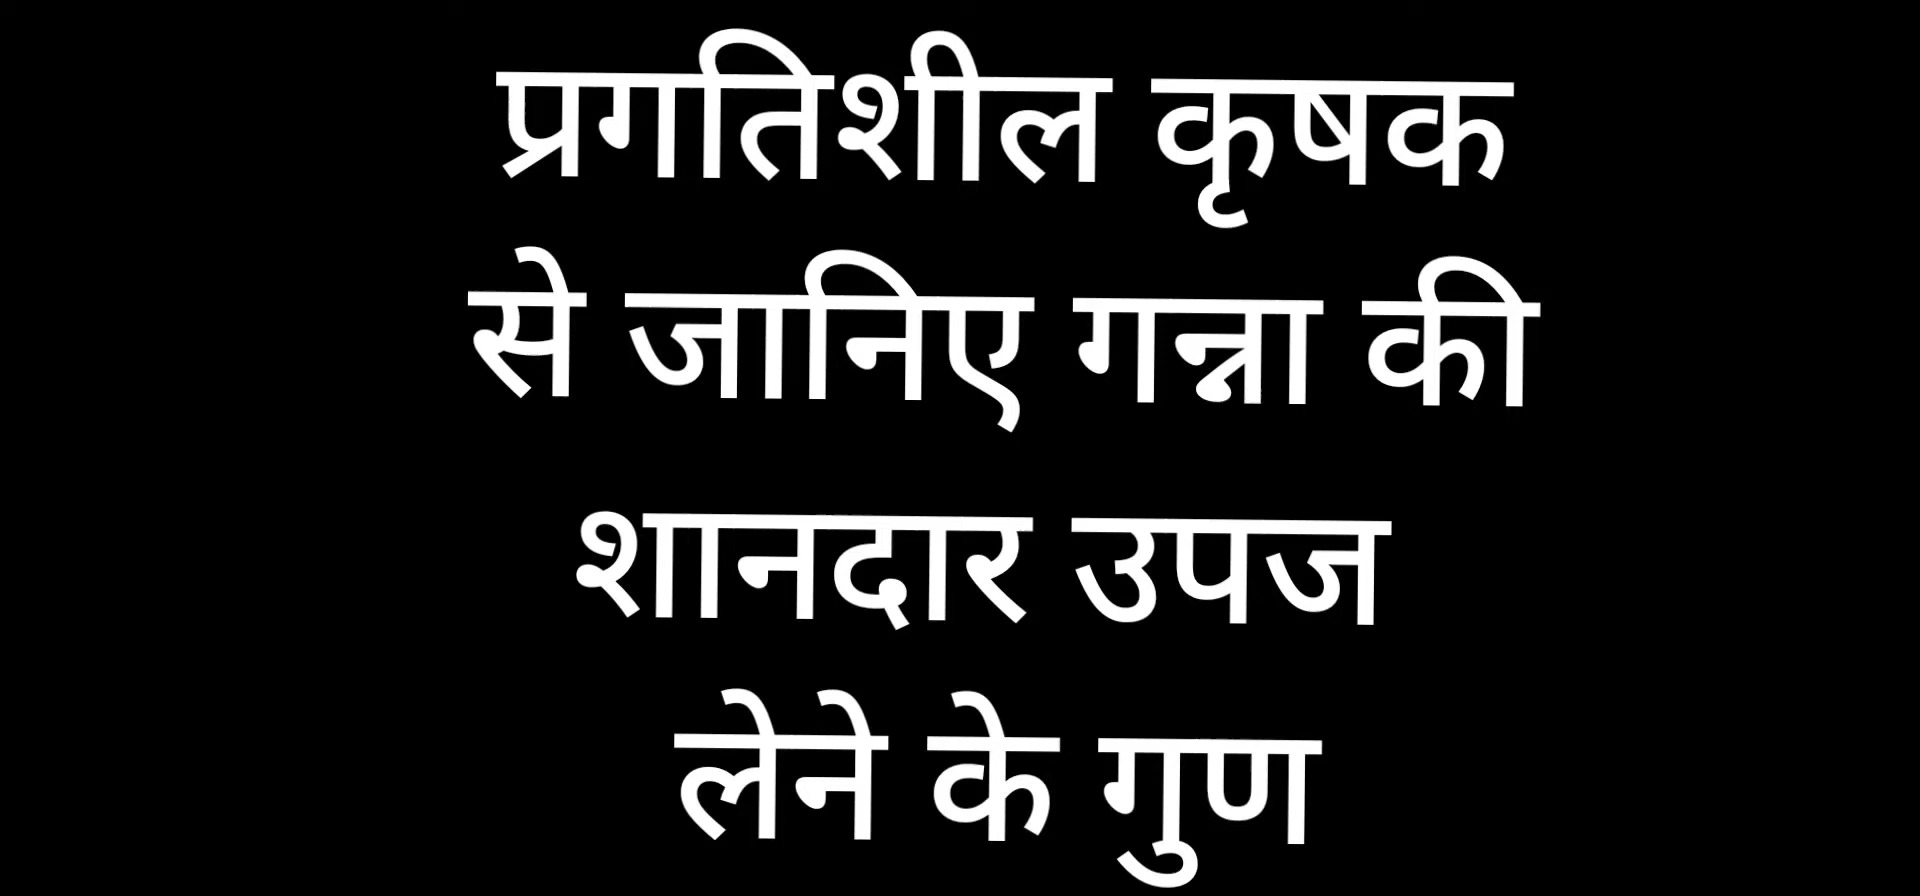 प्रगतिशील कृषक
से जानिए गन्ना की
शानदार उपज
लेने के गुण